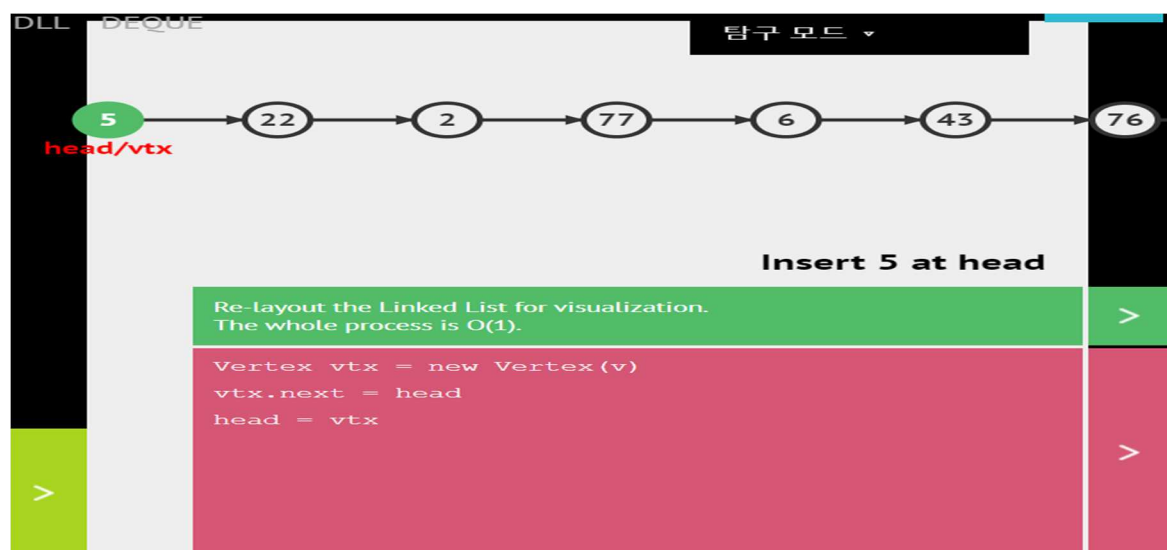 DLL DEQUE
탐구 모드 ▾
5 22 2 77 6 43 76
head/vtx
Insert 5 at head
Re-layout the Linked List for visualization.
The whole process is O(1).
>
Vertex vtx = new Vertex(v)
vtx.next = head
head = vtx
>
>